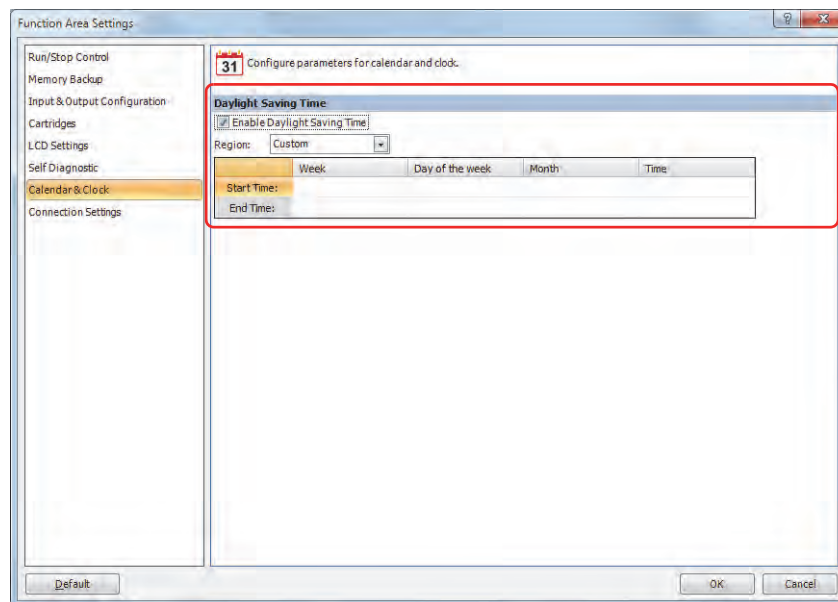 Function Area Settings
Run/Stop Control
Memory Backup
Input & Output Configuration
Cartridges
LCD Settings
Self Diagnostic
Calendar & Clock
Connection Settings
31 Configure parameters for calendar and clock.
Daylight Saving Time
Enable Daylight Saving Time
Region: Custom
Week Day of the week Month Time
Start Time:
End Time:
Default OK Cancel